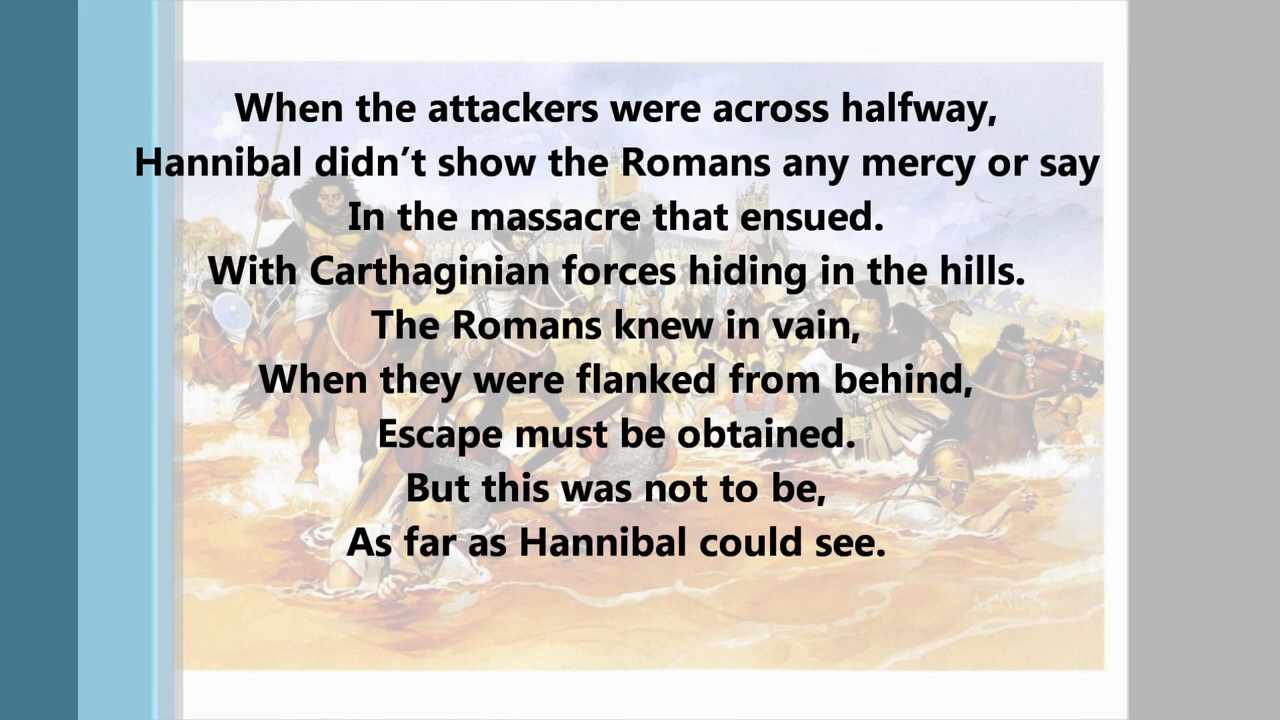 When the attackers were across halfway,
Hannibal didn’t show the Romans any mercy or say
In the massacre that ensued.
With Carthaginian forces hiding in the hills.
The Romans knew in vain,
When they were flanked from behind,
Escape must be obtained.
But this was not to be,
As far as Hannibal could see.